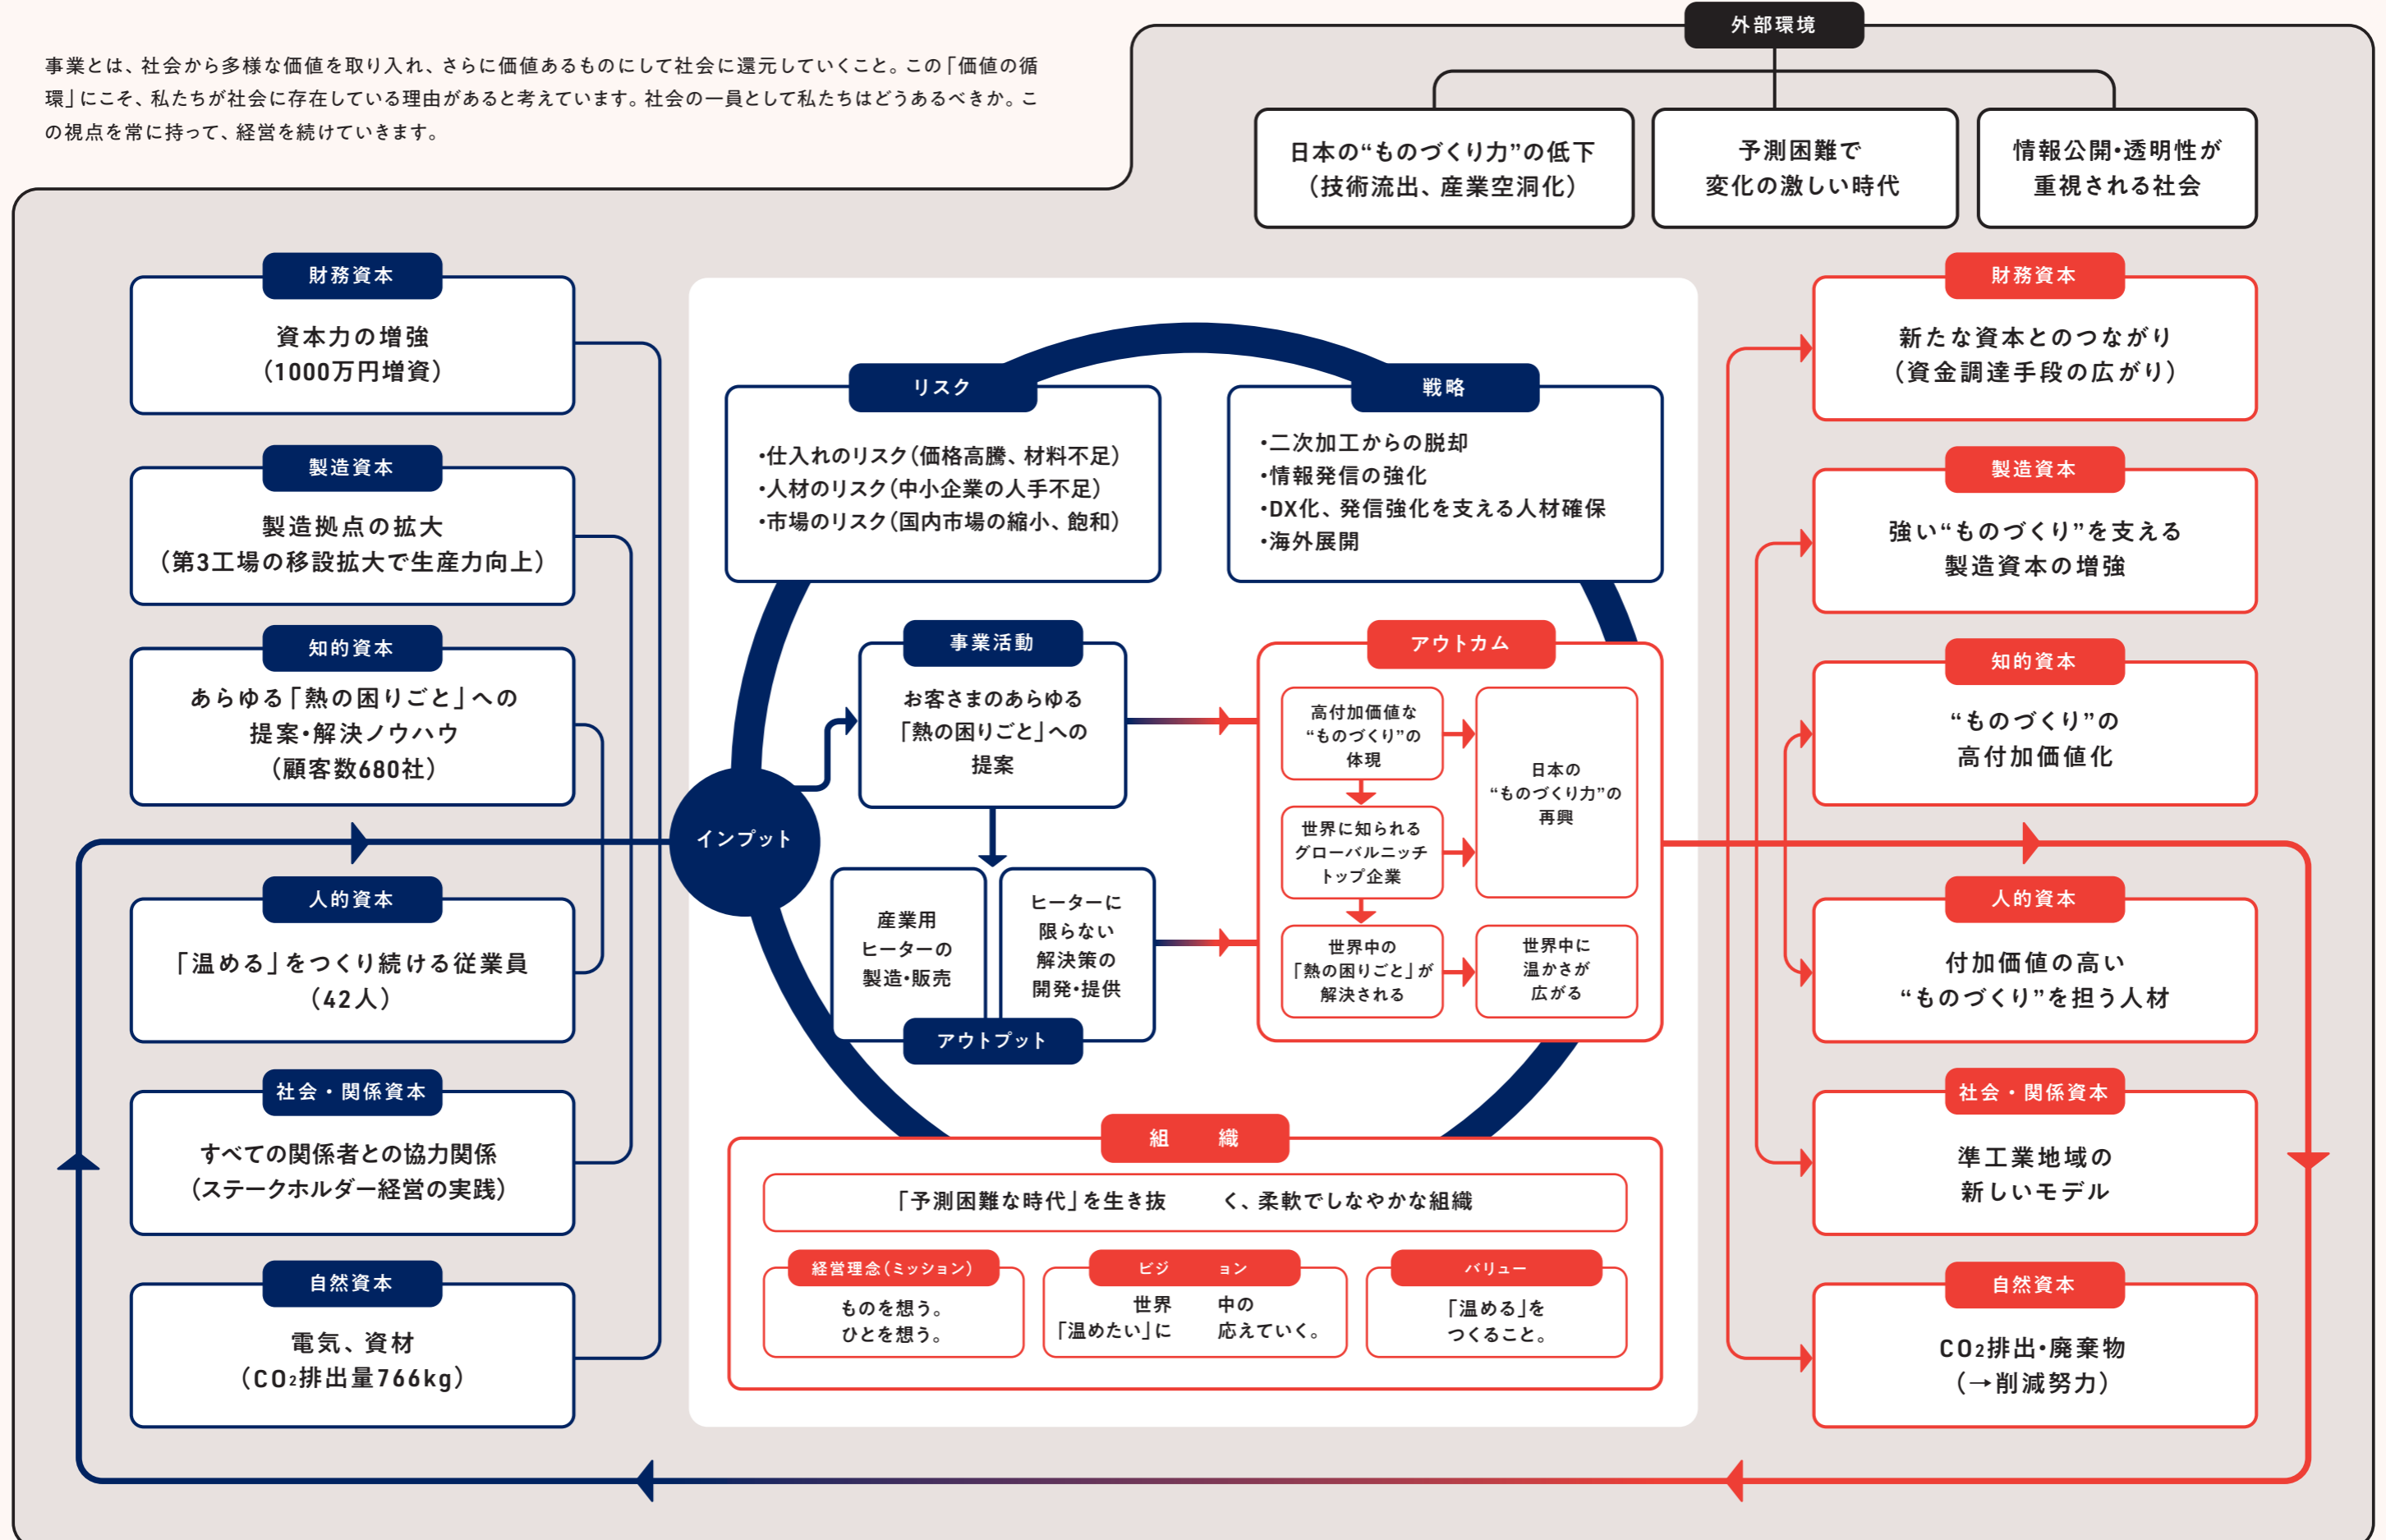 事業とは、社会から多様な価値を取り入れ、さらに価値あるものにして社会に還元していくこと。この「価値の循
環」にこそ、私たちが社会に存在している理由があると考えています。社会の一員として私たちはどうあるべきか。こ
の視点を常に持って、経営を続けていきます。
外部環境
日本の“ものづくり力”の低下
（技術流出、産業空洞化）
予測困難で
変化の激しい時代
情報公開・透明性が
重視される社会
財務資本
資本力の増強
（1000万円増資）
製造資本
製造拠点の拡大
（第3工場の移設拡大で生産力向上）
知的資本
あらゆる「熱の困りごと」への
提案・解決ノウハウ
（顧客数680社）
人的資本
「温める」をつくり続ける従業員
（42人）
社会・関係資本
すべての関係者との協力関係
（ステークホルダー経営の実践）
自然資本
電気、資材
（CO2排出量766kg）
インプット
リスク
・仕入れのリスク（価格高騰、材料不足）
・人材のリスク（中小企業の人手不足）
・市場のリスク（国内市場の縮小、飽和）
戦略
・二次加工からの脱却
・情報発信の強化
・DX化、発信強化を支える人材確保
・海外展開
事業活動
お客さまのあらゆる
「熱の困りごと」への
提案
産業用
ヒーターの
製造・販売
ヒーターに
限らない
解決策の
開発・提供
アウトプット
アウトカム
高付加価値な
“ものづくり”の
体現
世界に知られる
グローバルニッチ
トップ企業
世界中の
「熱の困りごと」が
解決される
日本の
“ものづくり力”の
再興
世界中に
温かさが
広がる
組 織
「予測困難な時代」を生き抜 く、柔軟でしなやかな組織
経営理念（ミッション）
ものを想う。
ひとを想う。
ビジ ョン
世界 中の
「温めたい」に 応えていく。
バリュー
「温める」を
つくること。
財務資本
新たな資本とのつながり
（資金調達手段の広がり）
製造資本
強い“ものづくり”を支える
製造資本の増強
知的資本
“ものづくり”の
高付加価値化
人的資本
付加価値の高い
“ものづくり”を担う人材
社会・関係資本
準工業地域の
新しいモデル
自然資本
CO2排出・廃棄物
（→削減努力）